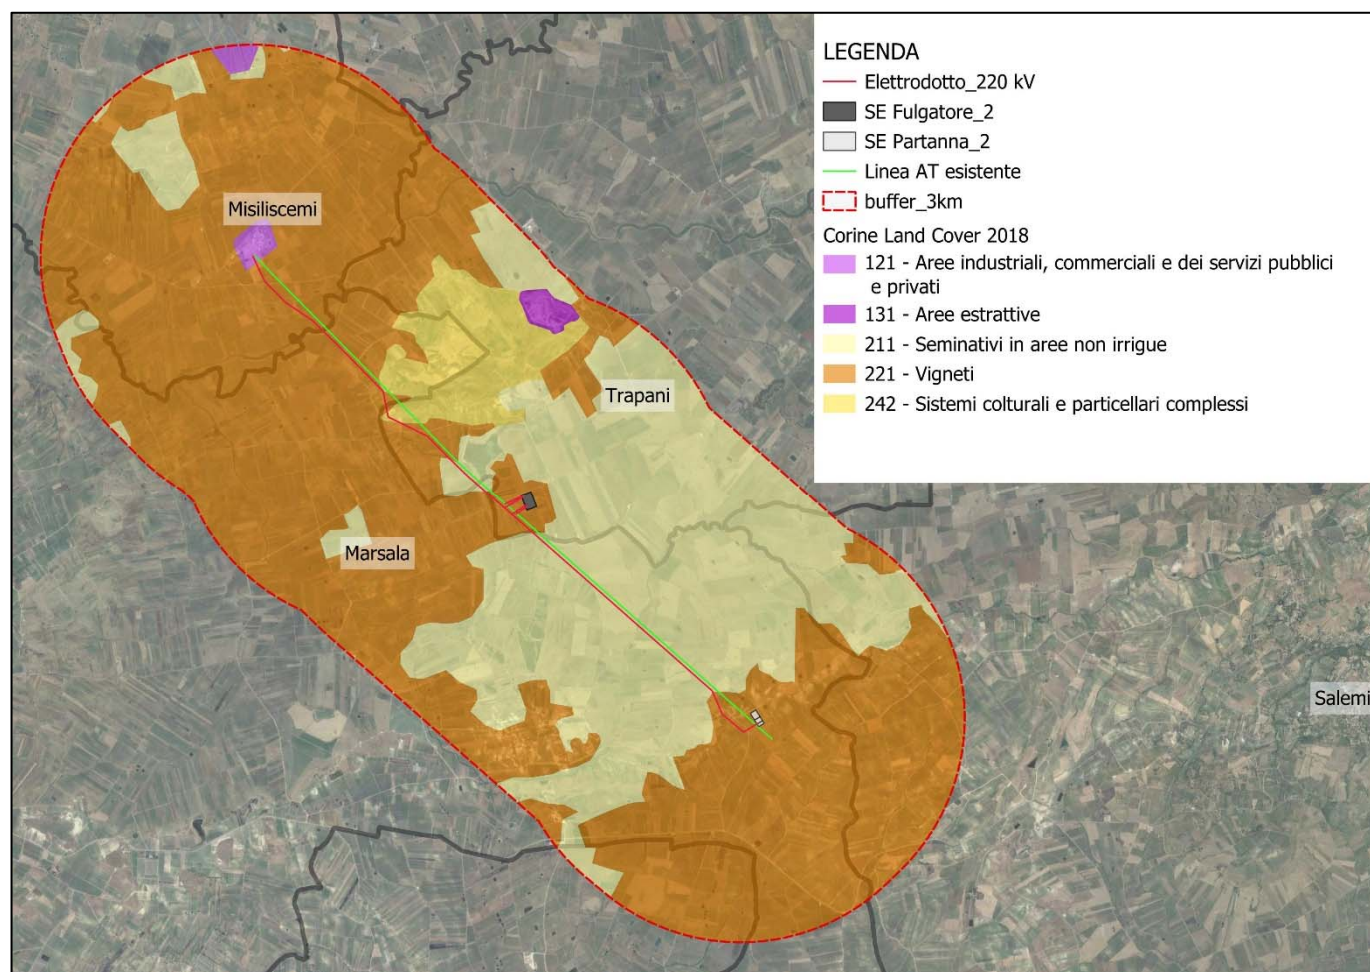 LEGENDA
Elettrodotto_220 kV
SE Fulgatore_2
SE Partanna_2
Linea AT esistente
buffer_3km
Corine Land Cover 2018
121 - Aree industriali, commerciali e dei servizi pubblici
e privati
131 - Aree estrattive
211 - Seminativi in aree non irrigue
221 - Vigneti
242 - Sistemi colturali e particellari complessi
Misiliscemi
Trapani
Marsala
Salemi